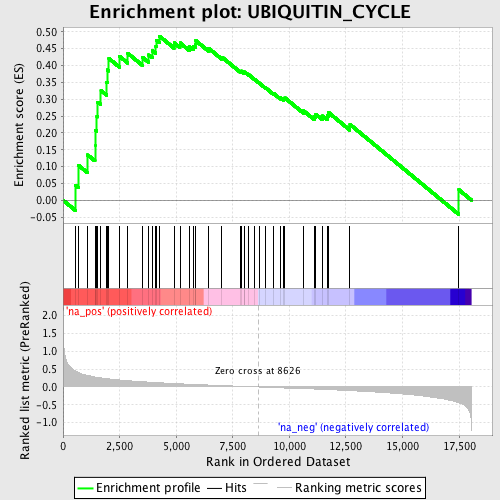 Enrichment plot: UBIQUITIN_CYCLE
Enrichment score (ES)
0.50
0.45
0.40
0.35
0.30
0.25
0.20
0.15
0.10
0.05
0.00
-0.05
'na_pos' (positively correlated)
Ranked list metric (PreRanked)
2.0
1.5
1.0
0.5
0.0
-0.5
-1.0
Zero cross at 8626
'na_neg' (negatively correlated)
0
2,500
5,000
7,500
10,000
12,500
15,000
17,500
Rank in Ordered Dataset
Enrichment profile
Hits
Ranking metric scores